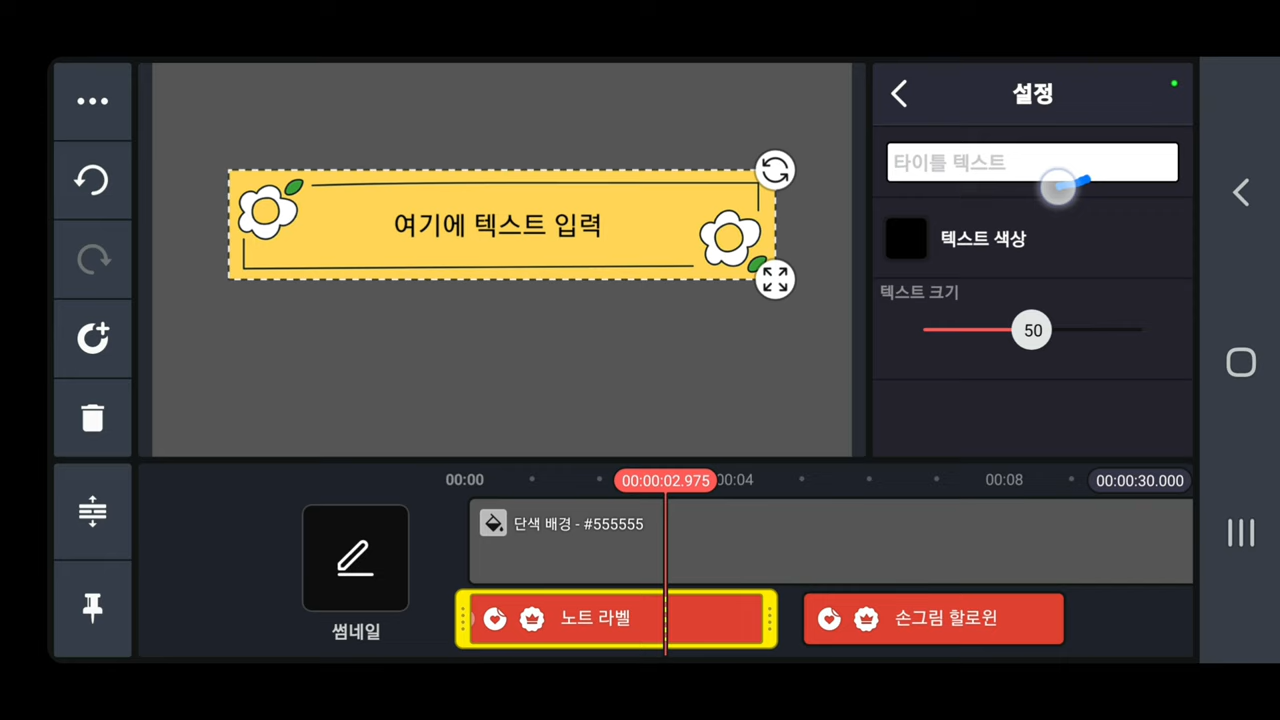 설정
타이틀 텍스트
여기에 텍스트 입력
텍스트 색상
텍스트 크기
50
00:00
00:00:02.975
00:04
00:08
00:00:30.000
단색 배경 - #555555
노트 라벨
손그림 할로윈
썸네일